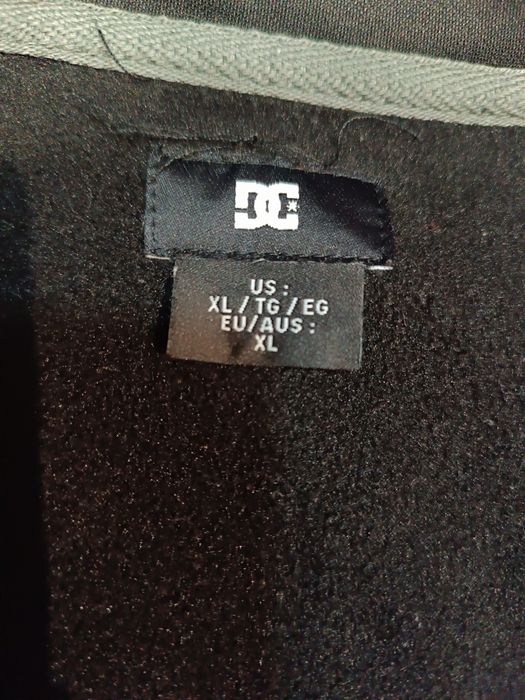 DC
US :
XL / TG / EG
EU/AUS :
XL